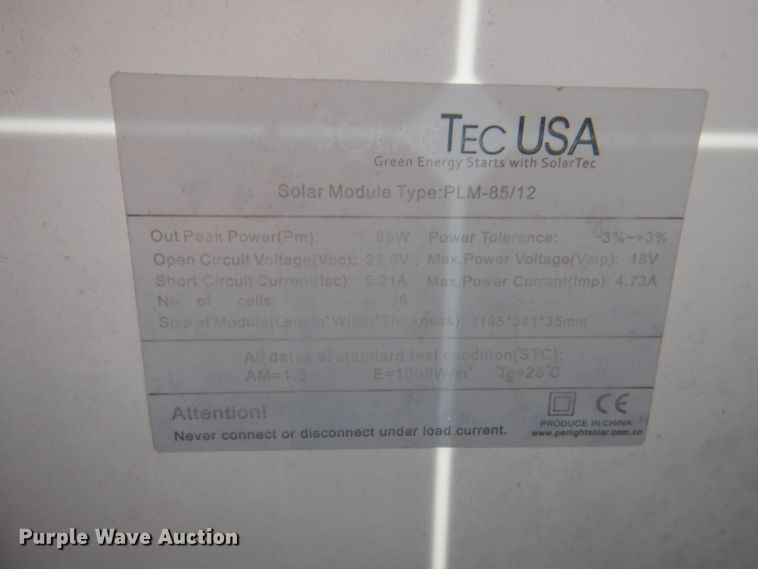 TEC USA
Green Energy Starts with SolarTec
Solar Module Type:PLM-85/12
Out Peak Power(Pm): 85W Power Tolerance: -3%~+3%
Open Circuit Voltage(Voc): 22.0V Max.Power Voltage(Vmp): 18V
Short Circuit Current(Isc): 5.21A Max.Power Current(Imp): 4.73A
No. of cells: 36
Size of Module(Length*Width*Thickness): 1195*541*35mm
All datas at standard test condition(STC):
AM=1.5 E=1000W/m² Tc=25°C
Attention!
Never connect or disconnect under load current.
CE
PRODUCE IN CHINA
www.perlightsolar.com.cn
Purple Wave Auction